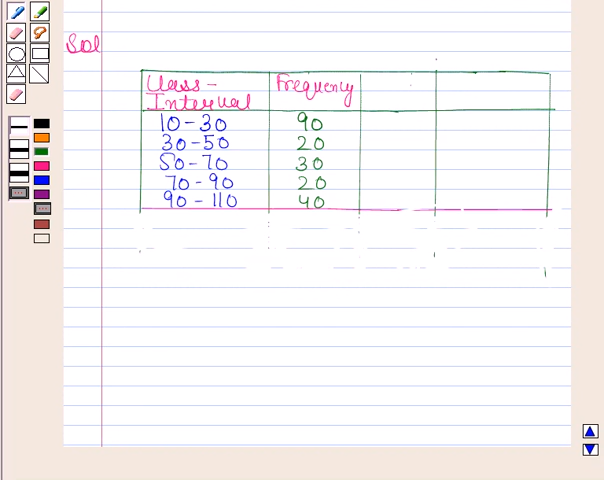 Sol
Class - Frequency
Interval
10 - 30 90
30 - 50 20
50 - 70 30
70 - 90 20
90 - 110 40